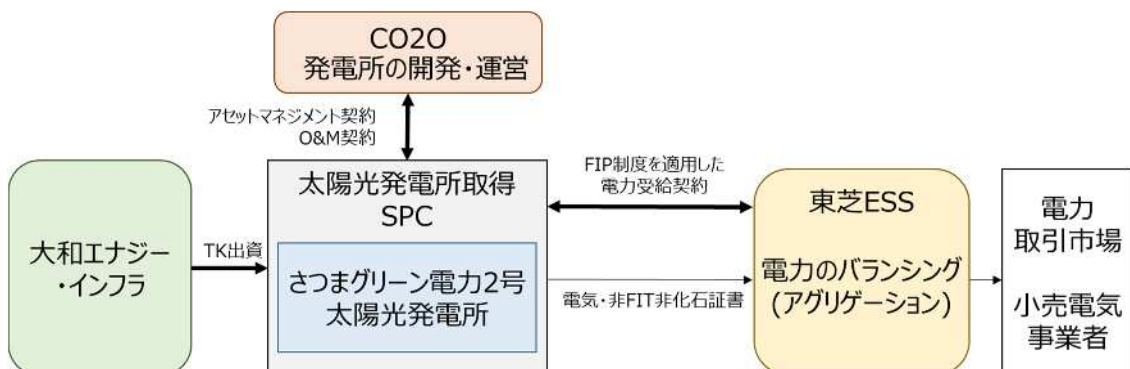 CO2O
発電所の開発・運営
アセットマネジメント契約
O&M契約
大和エナジー
・インフラ
TK出資
太陽光発電所取得
SPC
さつまグリーン電力2号
太陽光発電所
FIP制度を適用した
電力受給契約
電気・非FIT非化石証書
東芝ESS
電力のバランシング
(アグリゲーション)
電力
取引市場
小売電気
事業者